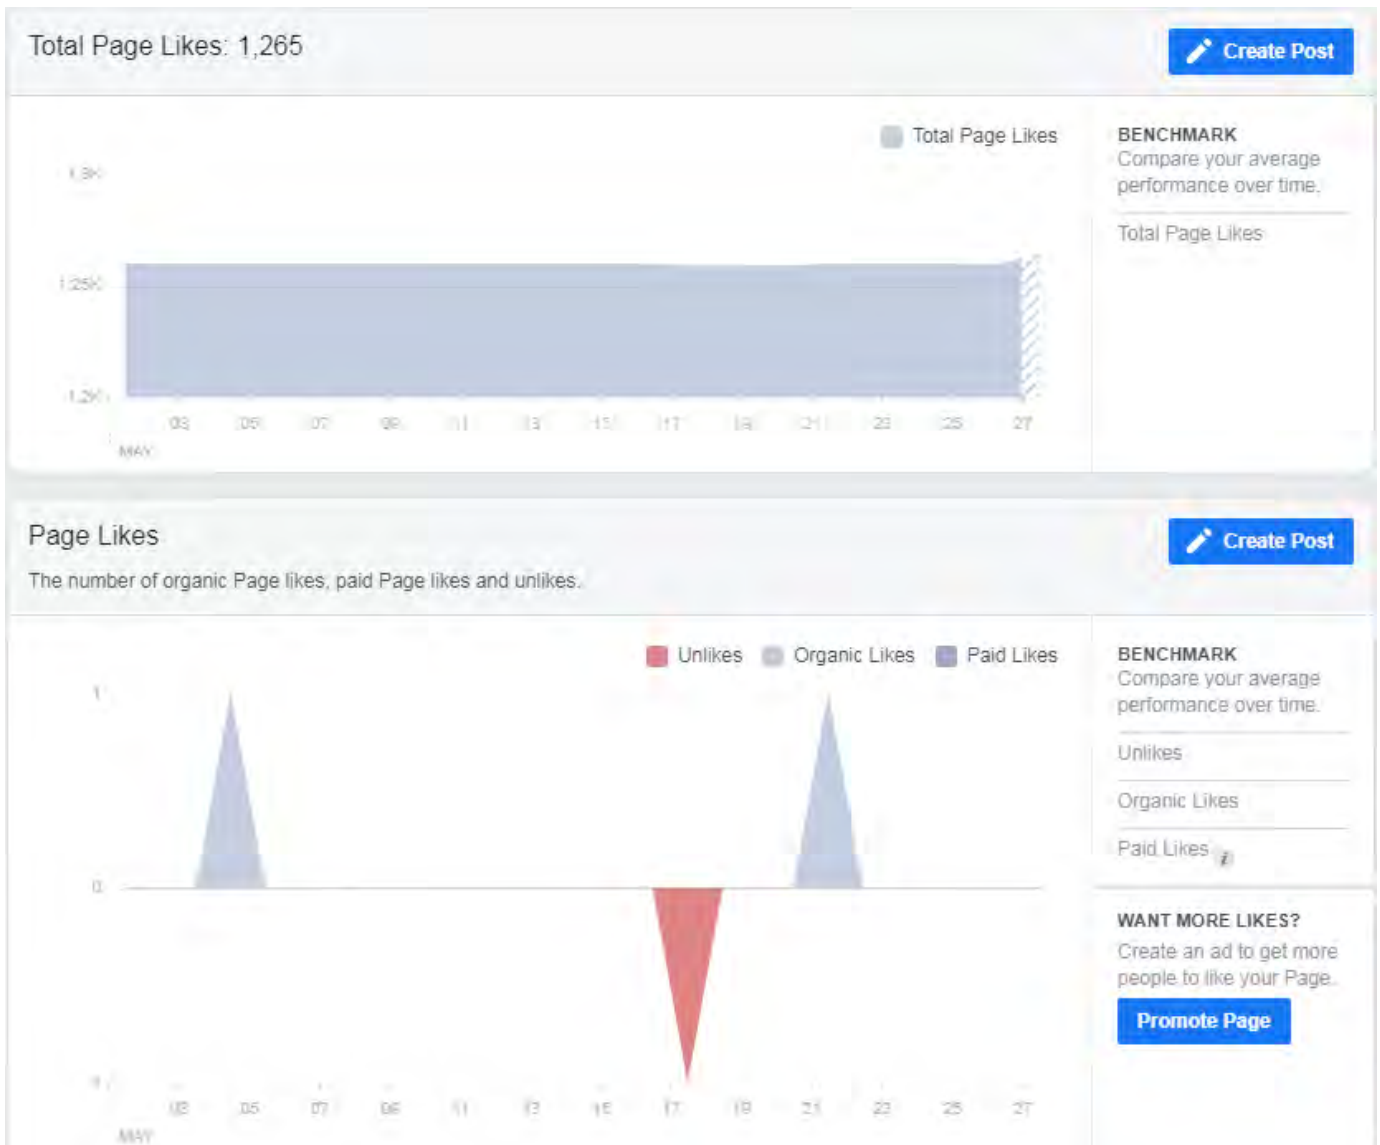 Total Page Likes: 1,265
Create Post
Total Page Likes
BENCHMARK
Compare your average
performance over time.
Total Page Likes
1.3K
1.25K
1.2K
03 05 07 09 11 13 15 17 19 21 23 25 27
MAY
Page Likes
Create Post
The number of organic Page likes, paid Page likes and unlikes.
Unlikes Organic Likes Paid Likes
BENCHMARK
Compare your average
performance over time.
Unlikes
Organic Likes
Paid Likes i
1
0
WANT MORE LIKES?
Create an ad to get more
people to like your Page.
Promote Page
1
03 05 07 09 11 13 15 17 19 21 23 25 27
MAY